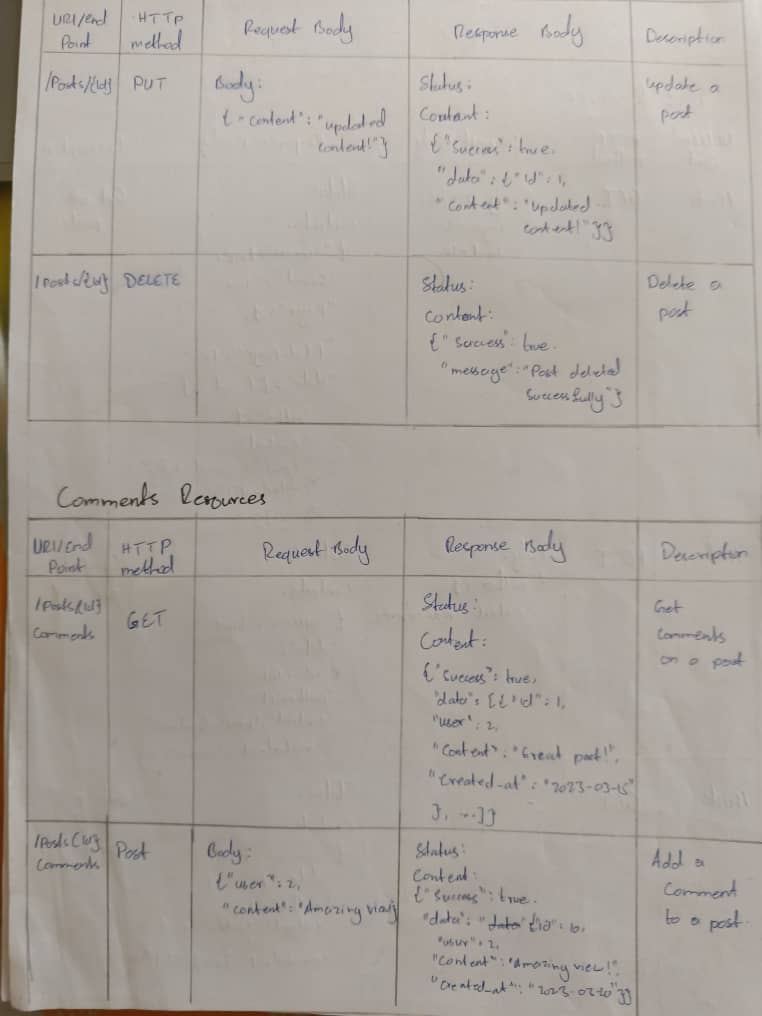 URI/end Point | HTTP method | Request Body | Response Body | Description
/Posts/{id} | PUT | Body: | Status: | update a post
{"content": "updated content!"} | Content:
{"Success": true,
"data": {"id": 1,
"content": "updated content!"}}
/Posts/{id} | DELETE | Status: | Delete a post
Content:
{"Success": true.
"message": "Post deleted
Successfully"}
Comments Resources
URI/end Point | HTTP method | Request Body | Response Body | Description
/Posts{id} Comments | GET | Status: | Get comments on a post
Content:
{"Success": true,
"data": [{"id": 1,
"user": 2,
"Content": "Great post!",
"Created_at": "2023-03-15"
}, ...]}
/Posts{id} Comments | Post | Body: | Status: | Add a Comment to a post.
{"user": 2, | Content:
"content": "Amazing view} | {"Success": true.
"data": "data" {"id": 10,
"user": 2,
"Content": "Amazing view!",
"Created_at": "2023-03-20"}}